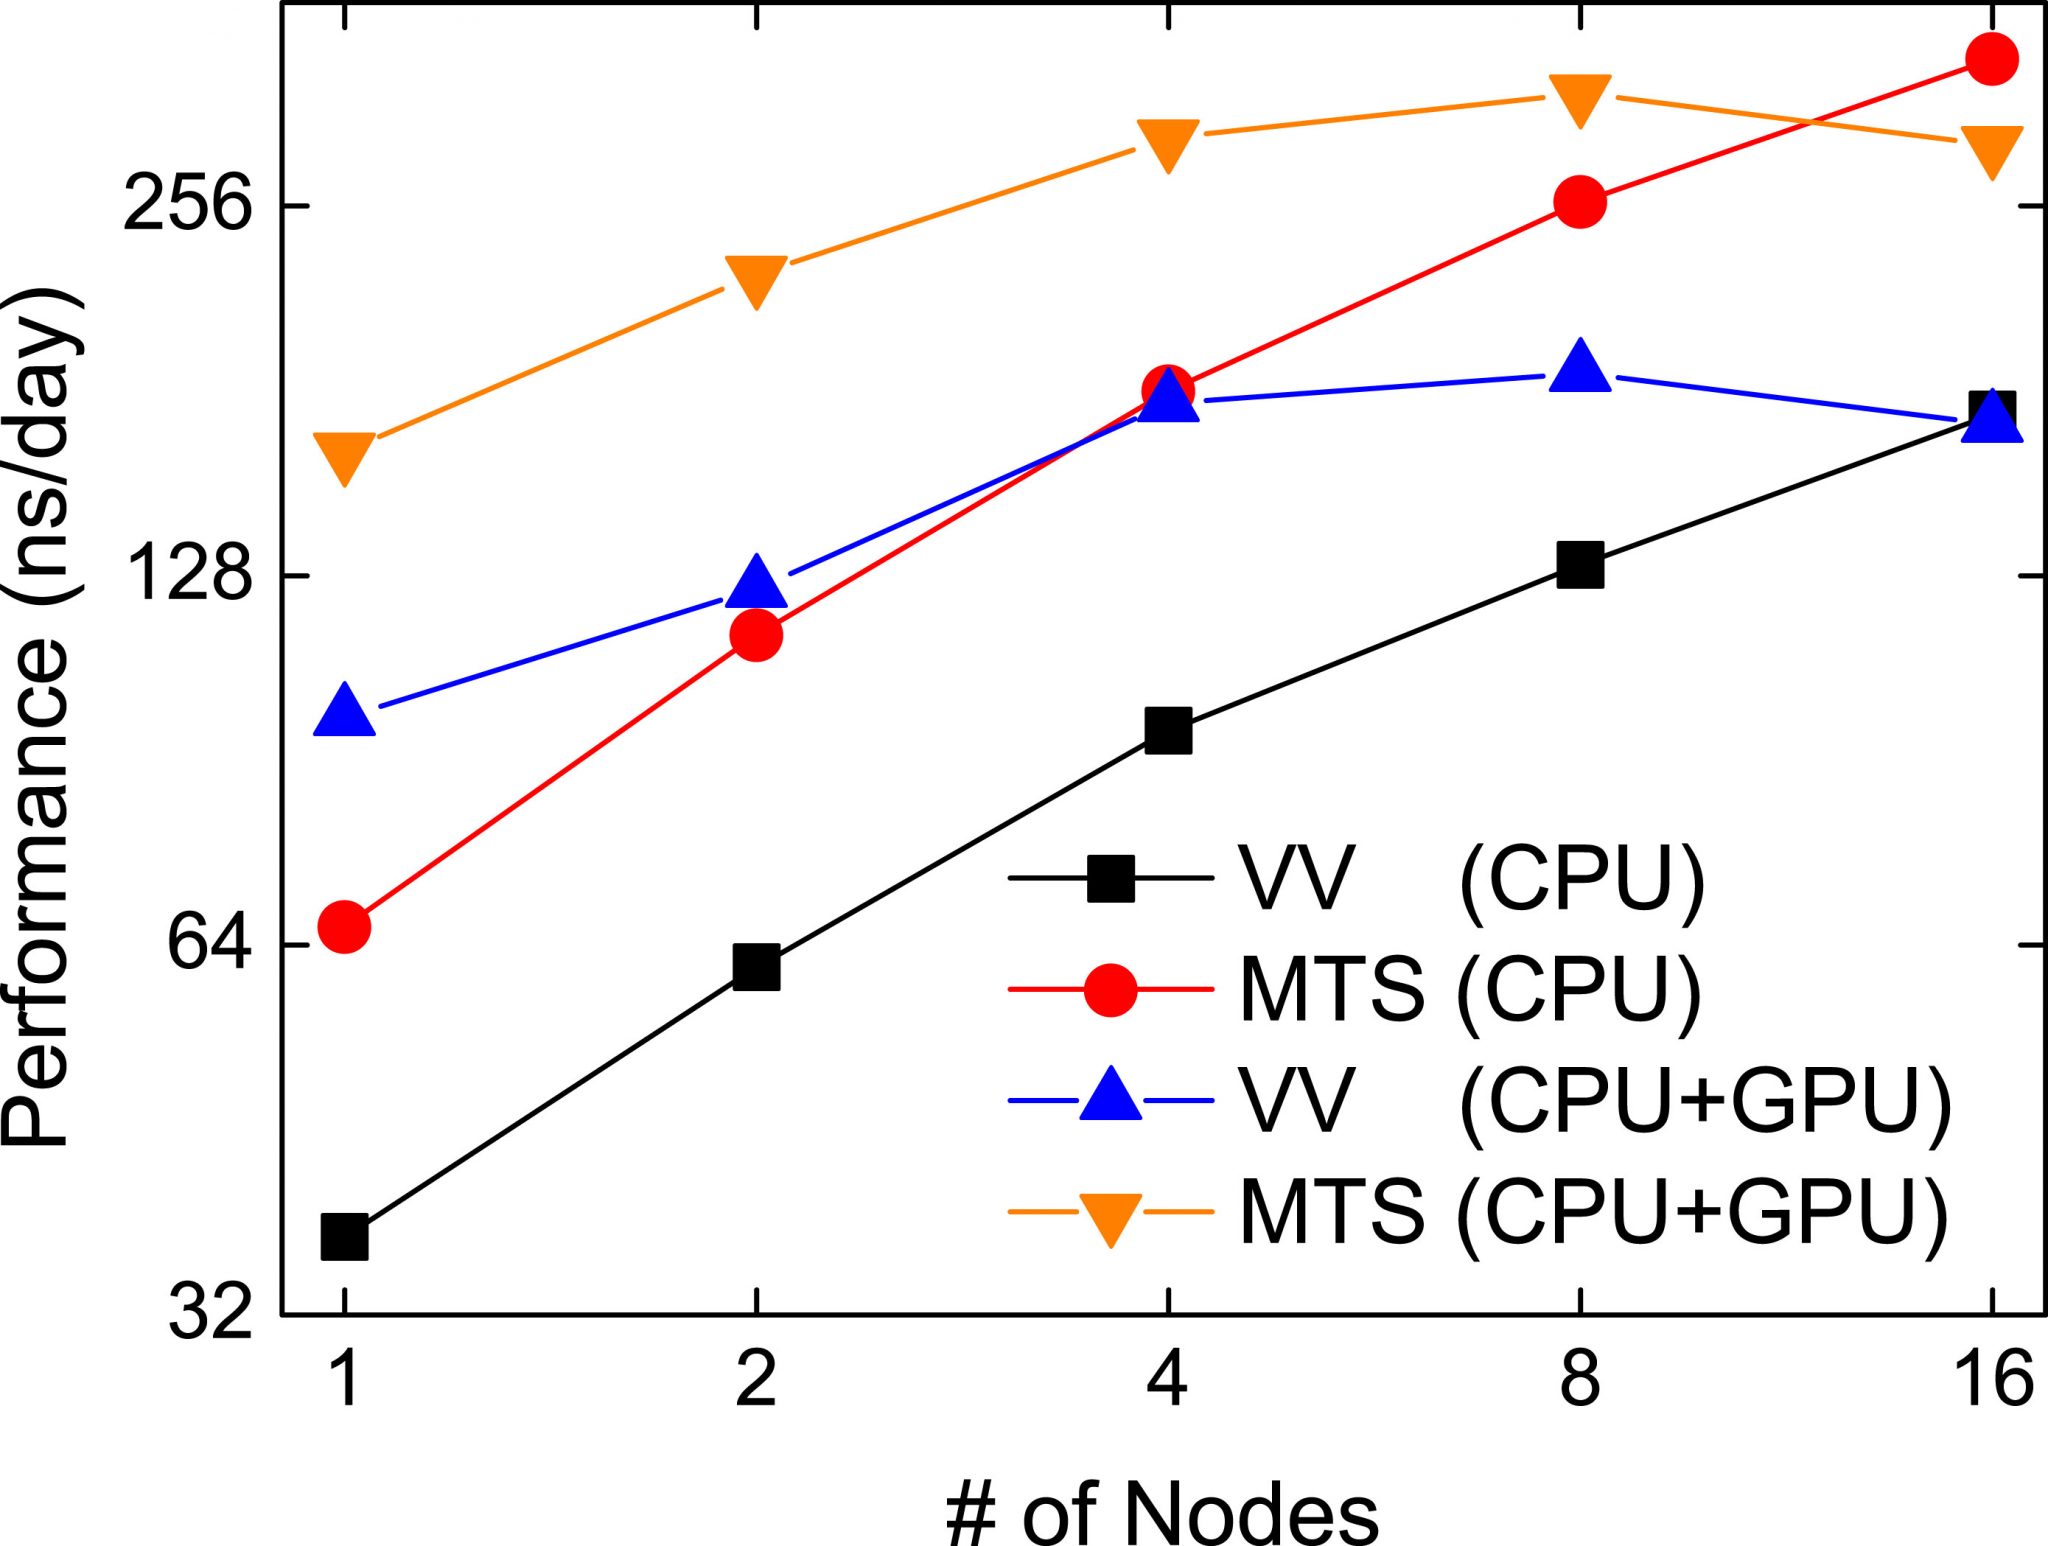 Performance (ns/day)
256
128
64
32
VV (CPU)
MTS (CPU)
VV (CPU+GPU)
MTS (CPU+GPU)
1 2 4 8 16
# of Nodes